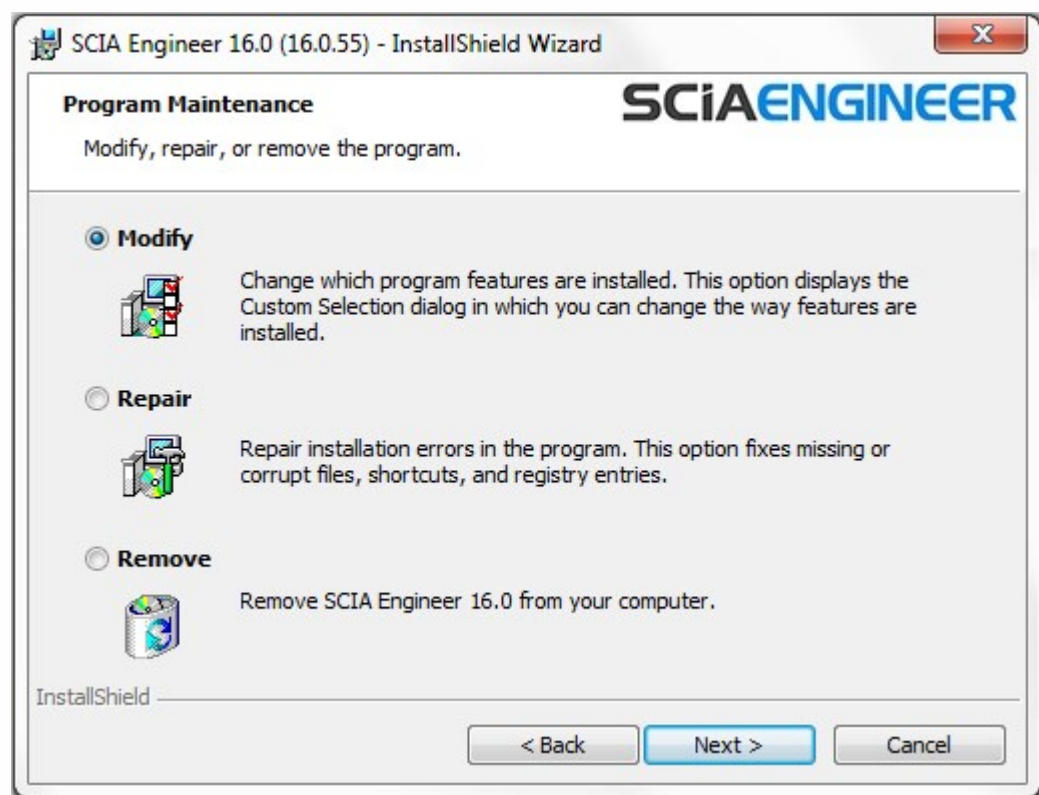 SCIA Engineer 16.0 (16.0.55) - InstallShield Wizard
Program Maintenance
SCiAENGINEER
Modify, repair, or remove the program.
Modify
Change which program features are installed. This option displays the
Custom Selection dialog in which you can change the way features are
installed.
Repair
Repair installation errors in the program. This option fixes missing or
corrupt files, shortcuts, and registry entries.
Remove
Remove SCIA Engineer 16.0 from your computer.
InstallShield
< Back
Next >
Cancel